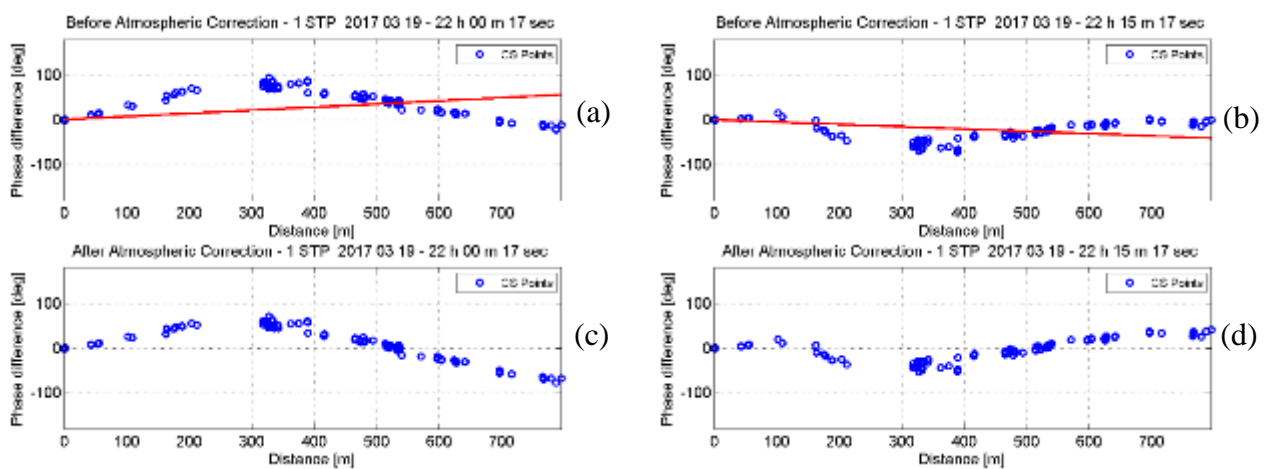 Before Atmospheric Correction - 1 STP 2017 03 19 - 22 h 00 m 17 sec
CS Points
100
0
-100
Phase difference [deg]
0 100 200 300 400 500 600 700
Distance [m]
(a)
Before Atmospheric Correction - 1 STP 2017 03 19 - 22 h 15 m 17 sec
CS Points
100
0
-100
Phase difference [deg]
0 100 200 300 400 500 600 700
Distance [m]
(b)
After Atmospheric Correction - 1 STP 2017 03 19 - 22 h 00 m 17 sec
CS Points
100
0
-100
Phase difference [deg]
0 100 200 300 400 500 600 700
Distance [m]
(c)
After Atmospheric Correction - 1 STP 2017 03 19 - 22 h 15 m 17 sec
CS Points
100
0
-100
Phase difference [deg]
0 100 200 300 400 500 600 700
Distance [m]
(d)